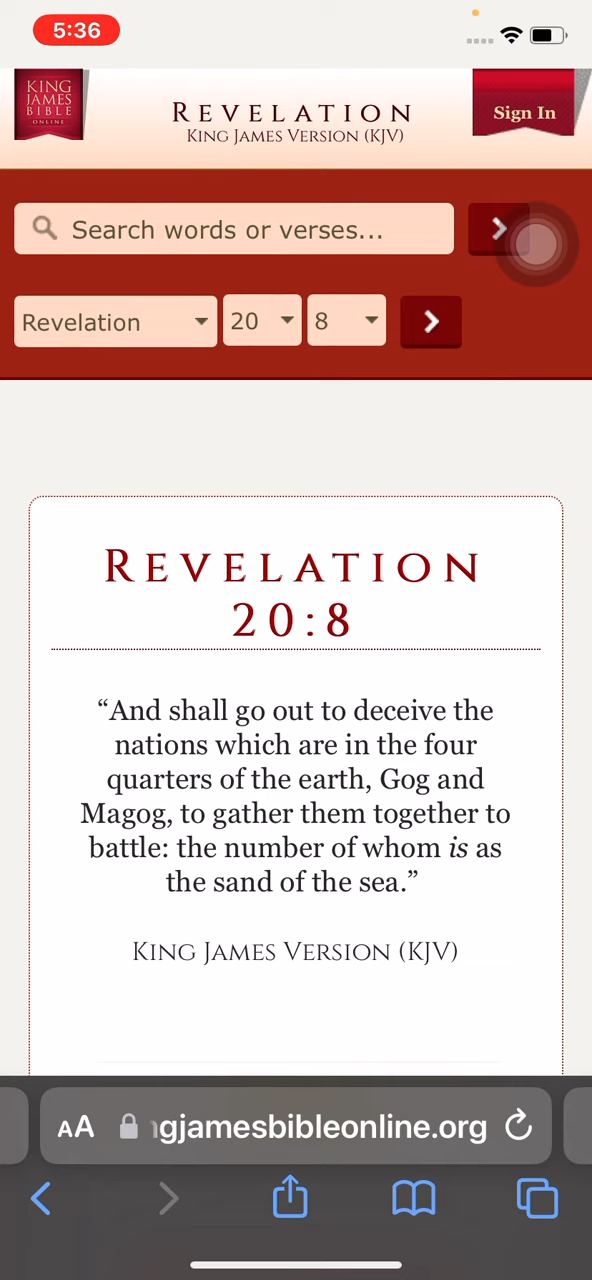 5:36
KING
JAMES
BIBLE
ONLINE
REVELATION
KING JAMES VERSION (KJV)
Sign In
Search words or verses...
Revelation 20 8
REVELATION
20:8
“And shall go out to deceive the
nations which are in the four
quarters of the earth, Gog and
Magog, to gather them together to
battle: the number of whom is as
the sand of the sea.”
KING JAMES VERSION (KJV)
AA ngjamesbibleonline.org